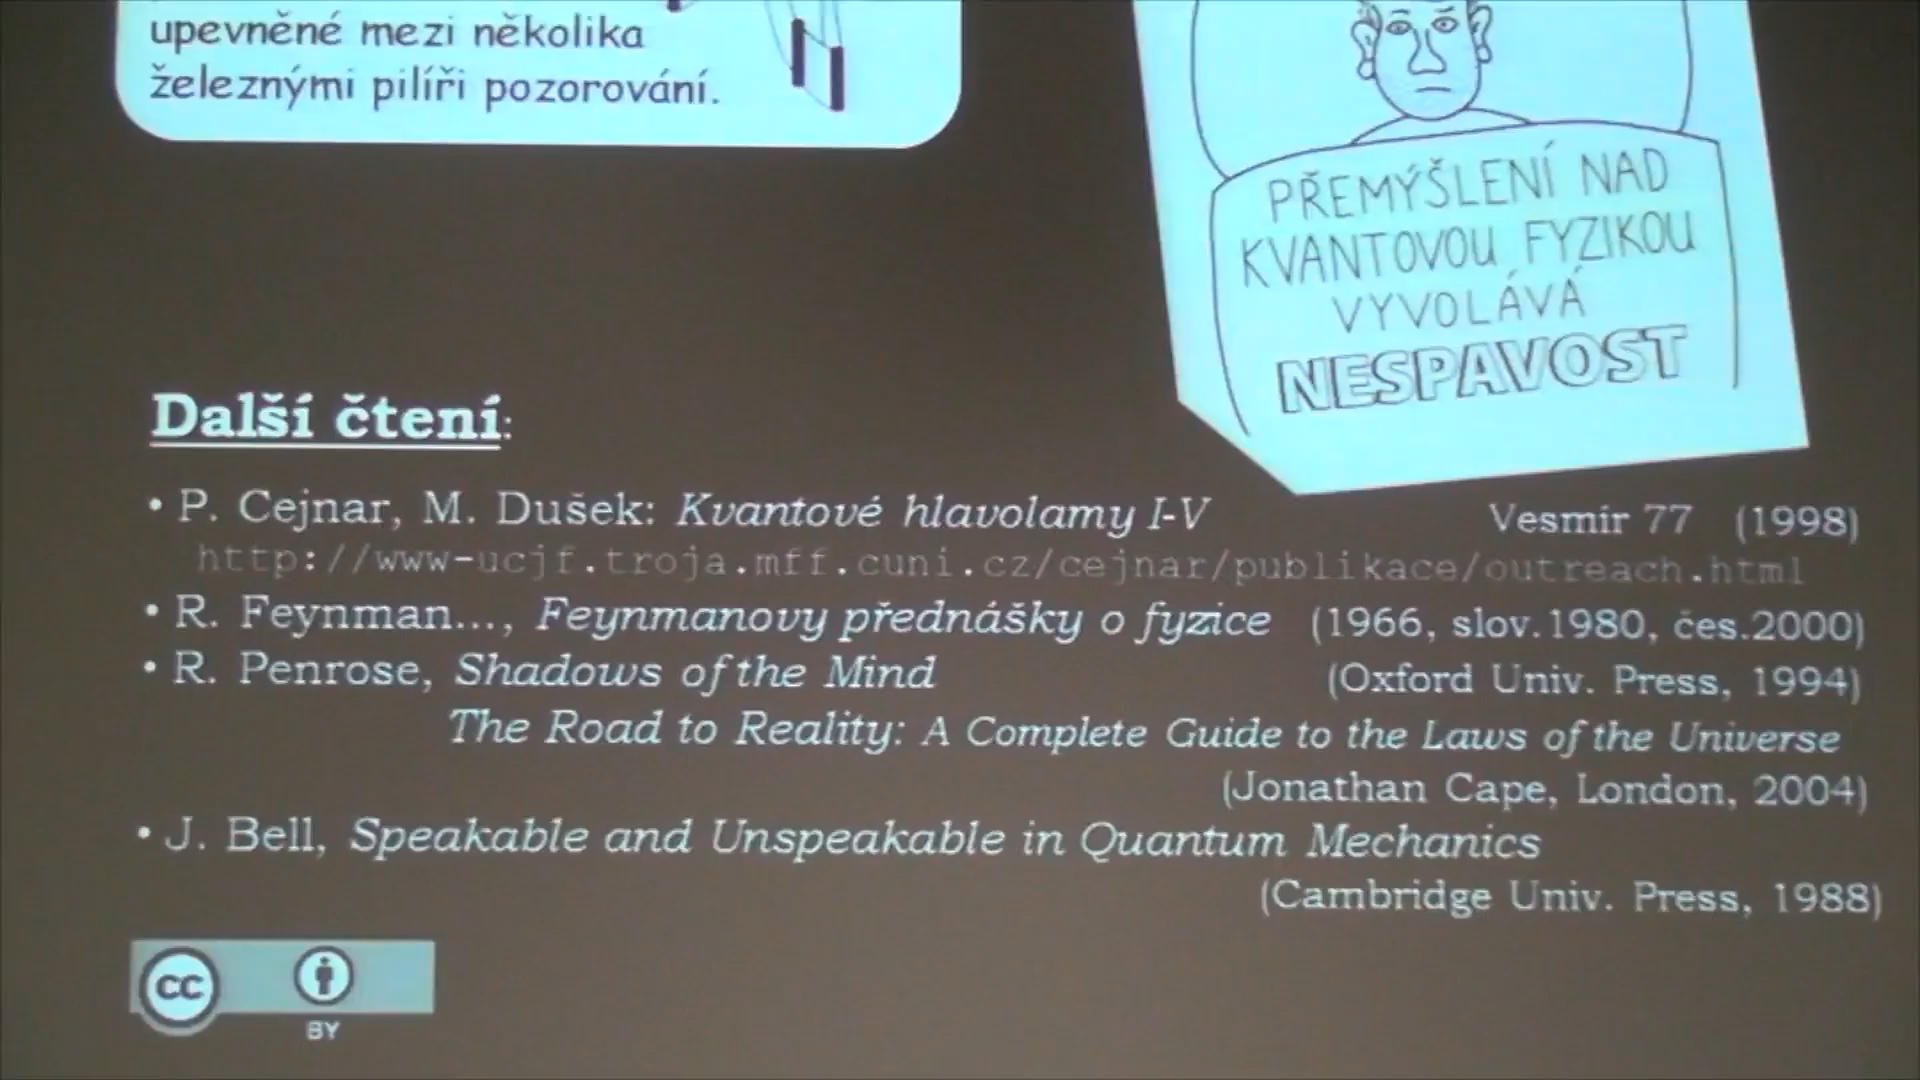 upevněné mezi několika
železnými pilíři pozorování.
PŘEMÝŠLENÍ NAD
KVANTOVOU FYZIKOU
VYVOLÁVÁ
NESPAVOST
Další čtení:
• P. Cejnar, M. Dušek: Kvantové hlavolamy I-V Vesmír 77 (1998)
http://www-ucjf.troja.mff.cuni.cz/cejnar/publikace/outreach.html
• R. Feynman..., Feynmanovy přednášky o fyzice (1966, slov.1980, čes.2000)
• R. Penrose, Shadows of the Mind (Oxford Univ. Press, 1994)
The Road to Reality: A Complete Guide to the Laws of the Universe
(Jonathan Cape, London, 2004)
• J. Bell, Speakable and Unspeakable in Quantum Mechanics
(Cambridge Univ. Press, 1988)
cc
BY